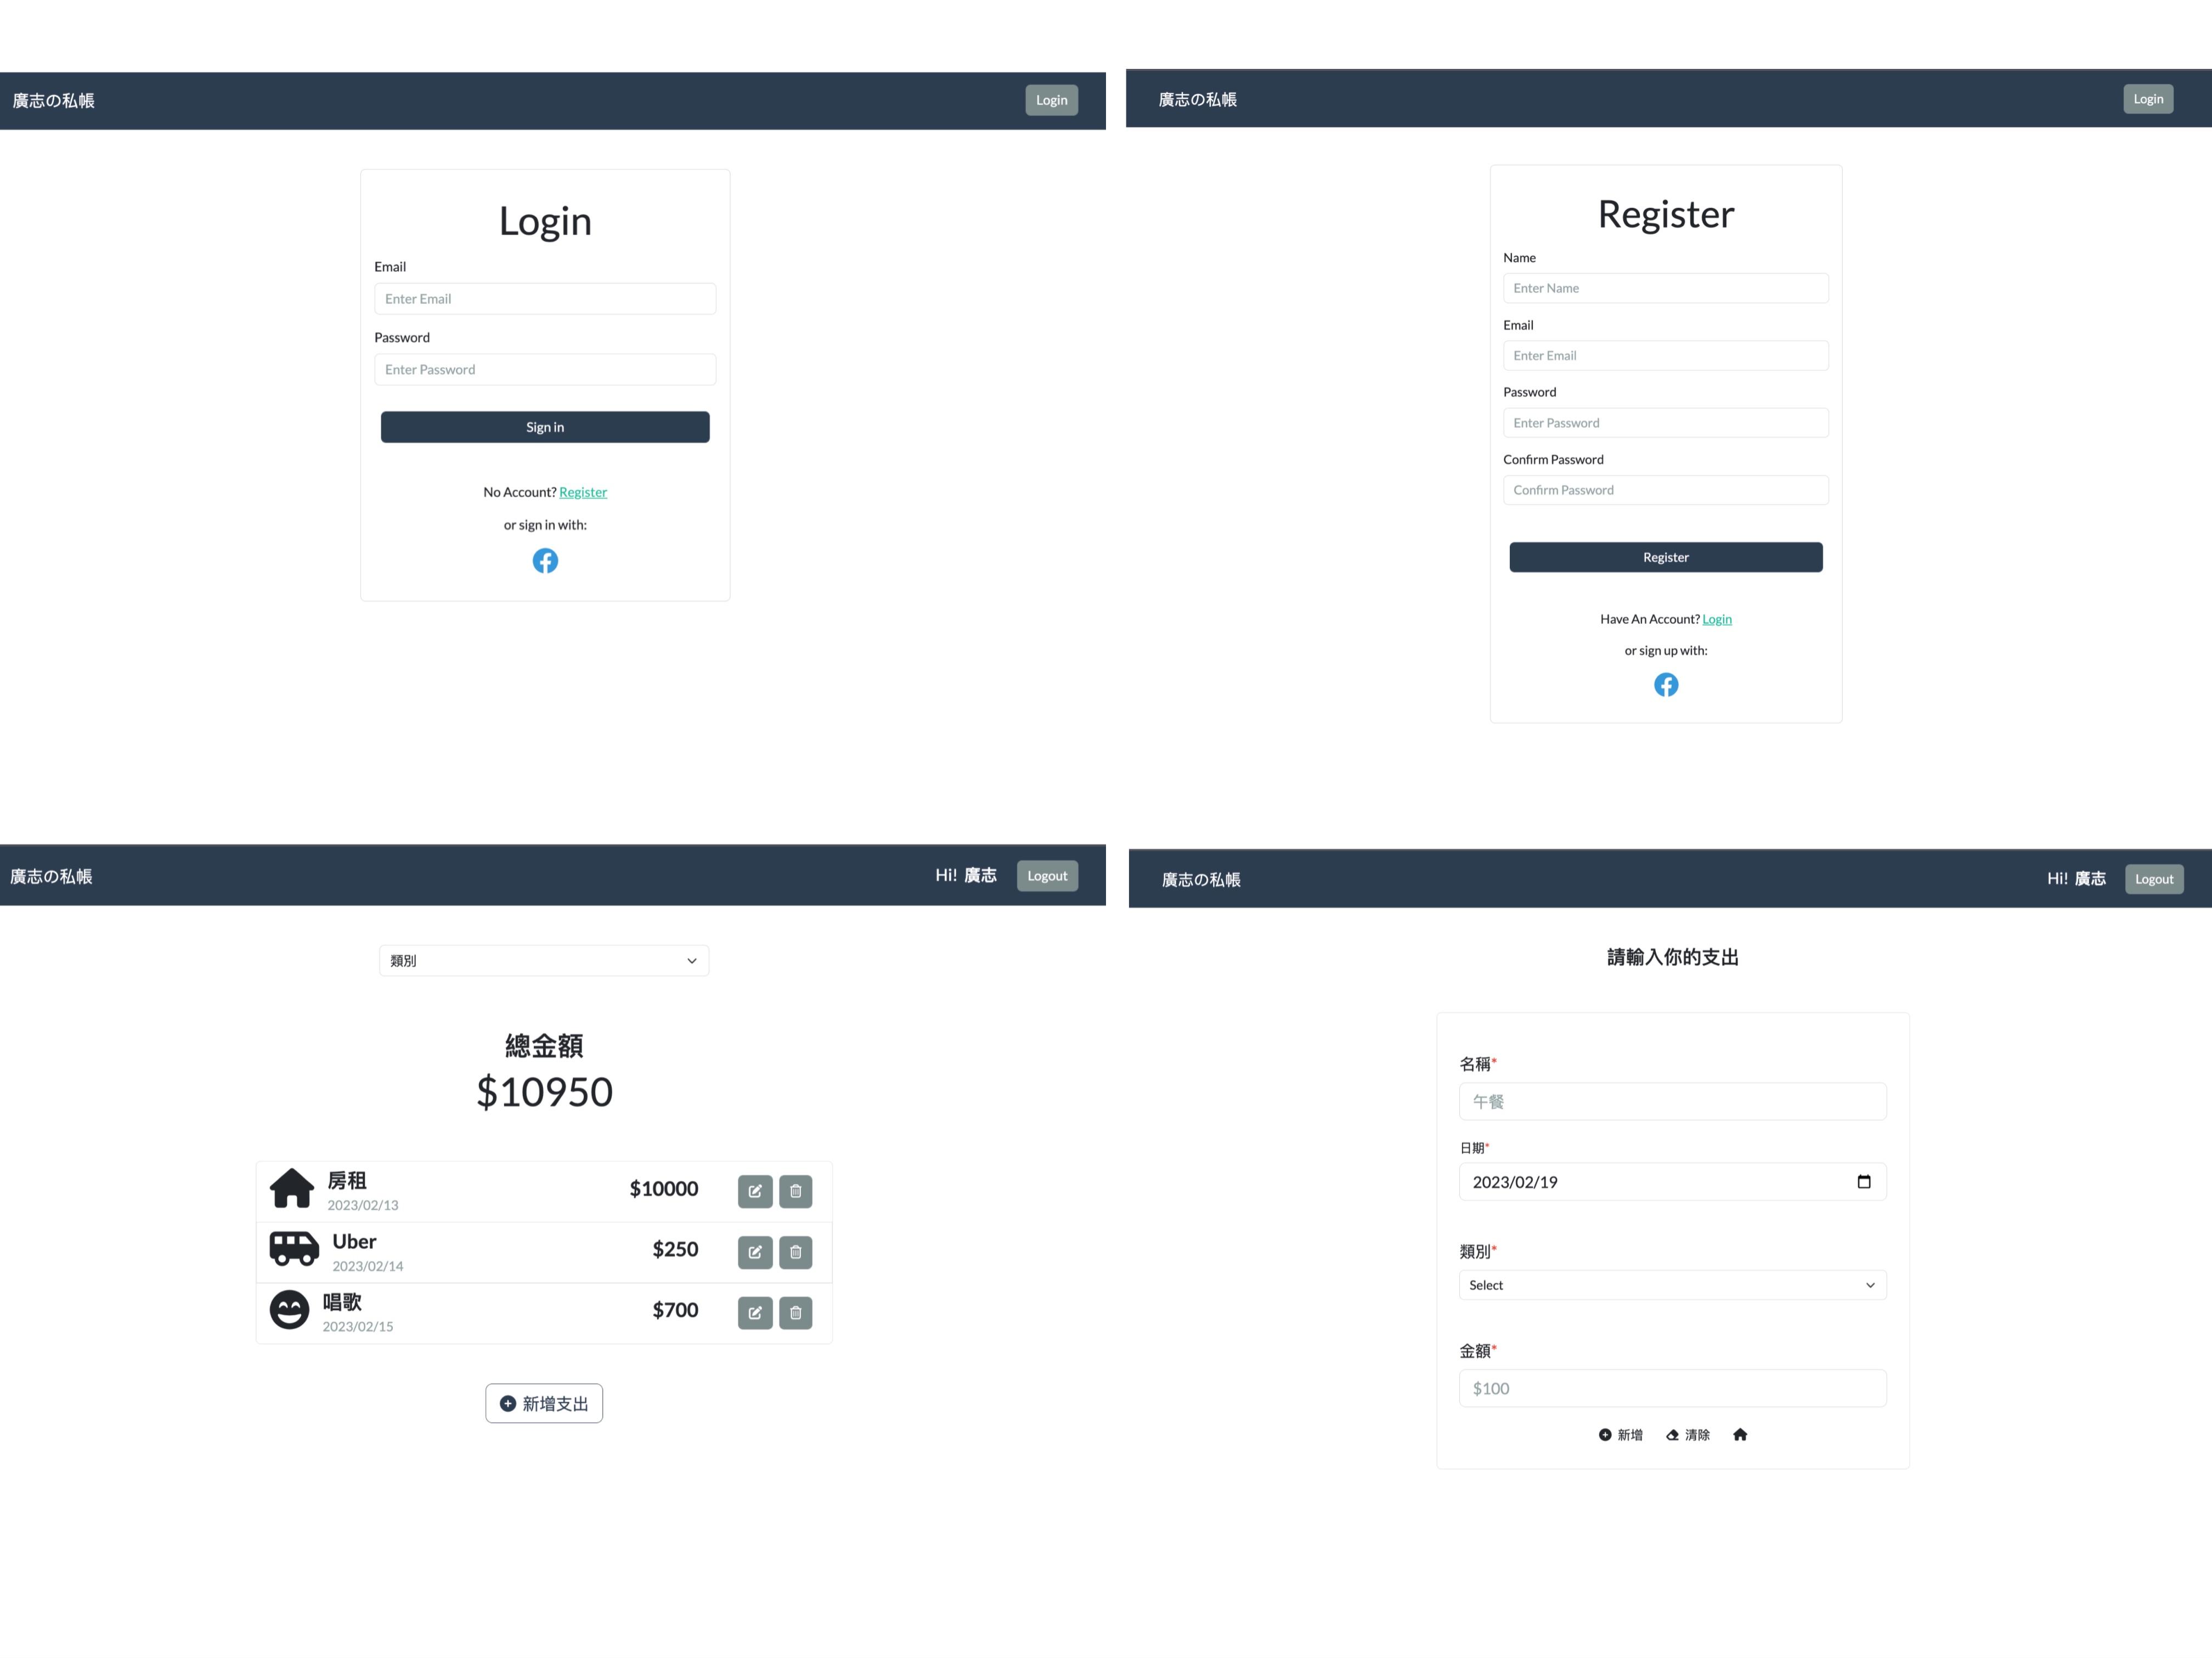 廣志の私帳
Login
Login
Email
Enter Email
Password
Enter Password
Sign in
No Account? Register
or sign in with:
廣志の私帳
Login
Register
Name
Enter Name
Email
Enter Email
Password
Enter Password
Confirm Password
Confirm Password
Register
Have An Account? Login
or sign up with:
廣志の私帳
Hi! 廣志
Logout
類別
總金額
$10950
房租
2023/02/13
$10000
Uber
2023/02/14
$250
唱歌
2023/02/15
$700
新增支出
廣志の私帳
Hi! 廣志
Logout
請輸入你的支出
名稱*
午餐
日期*
2023/02/19
類別*
Select
金額*
$100
新增
清除